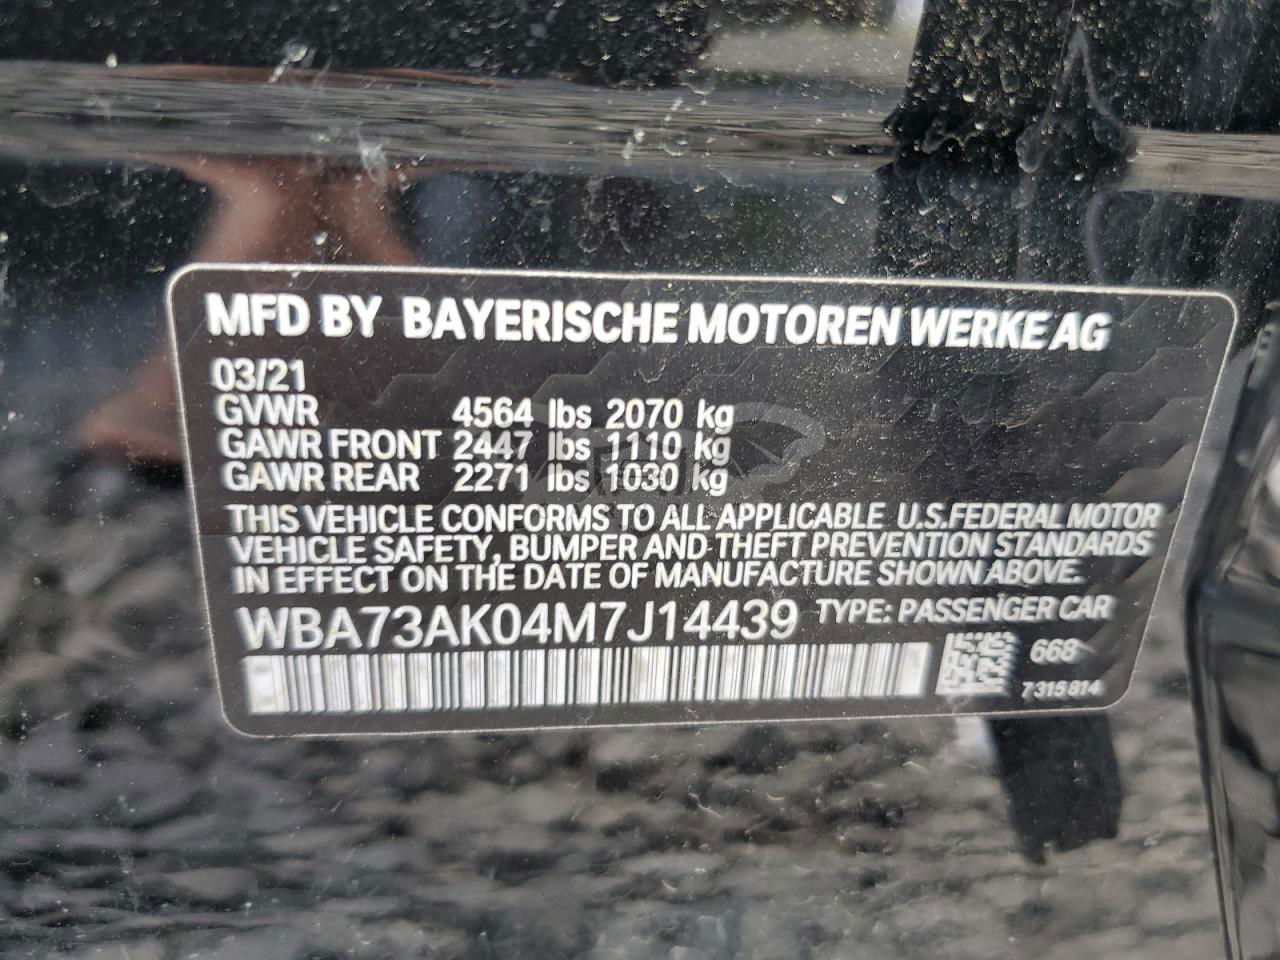 MFD BY BAYERISCHE MOTOREN WERKE AG
03/21
GVWR 4564 lbs 2070 kg
GAWR FRONT 2447 lbs 1110 kg
GAWR REAR 2271 lbs 1030 kg
THIS VEHICLE CONFORMS TO ALL APPLICABLE U.S.FEDERAL MOTOR
VEHICLE SAFETY, BUMPER AND THEFT PREVENTION STANDARDS
IN EFFECT ON THE DATE OF MANUFACTURE SHOWN ABOVE.
WBA73AK04M7J14439 TYPE: PASSENGER CAR
668
7315814